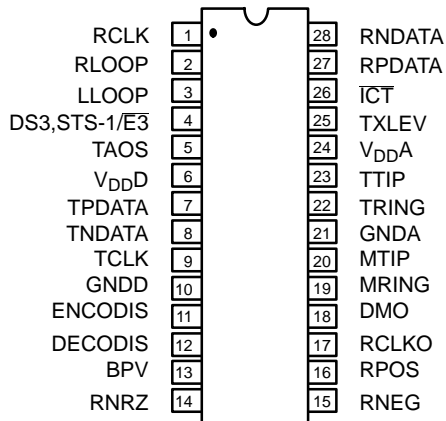 RCLK 1 28 RNDATA
RLOOP 2 27 RPDATA
LLOOP 3 26 ICT
DS3,STS-1/E3 4 25 TXLEV
TAOS 5 24 VDDA
VDDD 6 23 TTIP
TPDATA 7 22 TRING
TNDATA 8 21 GNDA
TCLK 9 20 MTIP
GNDD 10 19 MRING
ENCODIS 11 18 DMO
DECODIS 12 17 RCLKO
BPV 13 16 RPOS
RNRZ 14 15 RNEG